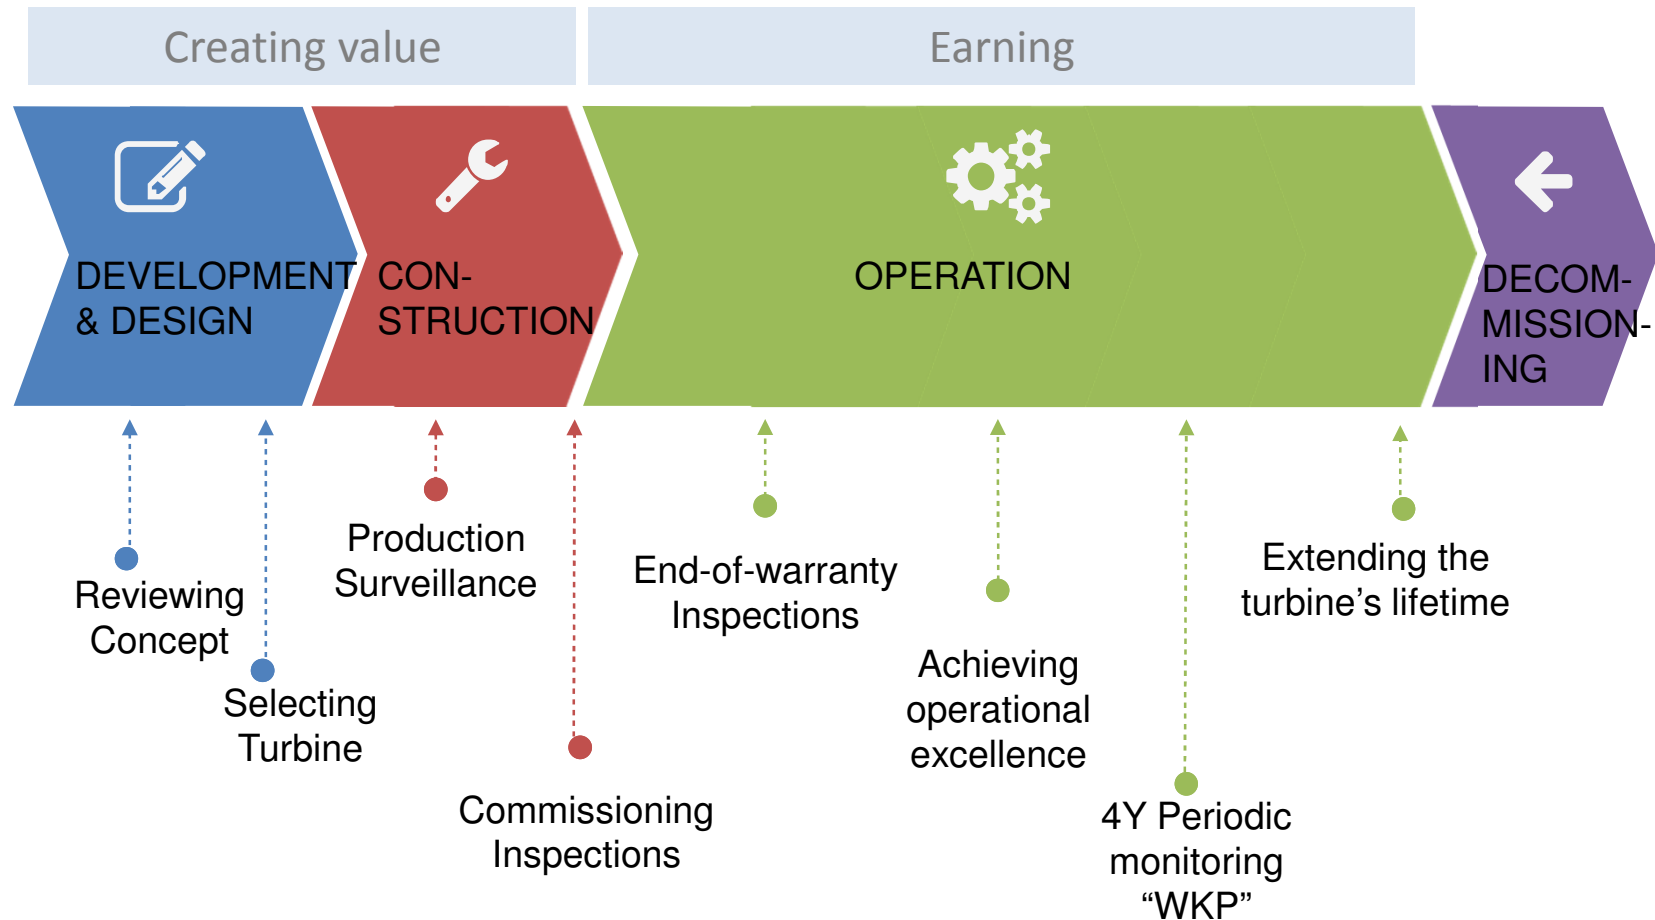 Creating value
Earning
DEVELOPMENT
& DESIGN
CON-
STRUCTION
OPERATION
DECOM-
MISSION-
ING
Reviewing
Concept
Selecting
Turbine
Production
Surveillance
Commissioning
Inspections
End-of-warranty
Inspections
Achieving
operational
excellence
4Y Periodic
monitoring
“WKP”
Extending the
turbine’s lifetime